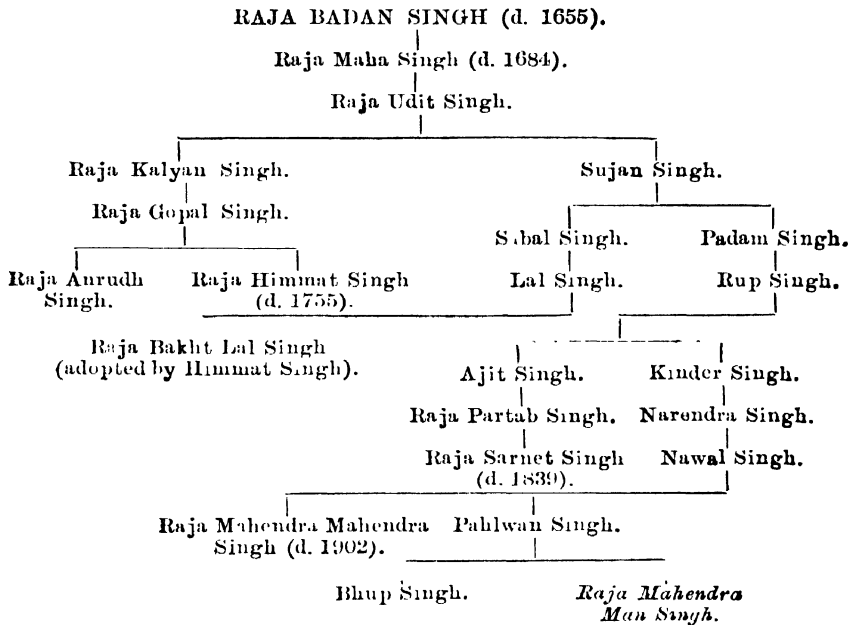 RAJA BADAN SINGH (d. 1655).
Raja Maha Singh (d. 1684).
Raja Udit Singh.
Raja Kalyan Singh. Sujan Singh.
Raja Gopal Singh.
Sabal Singh. Padam Singh.
Raja Anrudh Singh. Raja Himmat Singh (d. 1755). Lal Singh. Rup Singh.
Raja Bakht Lal Singh
(adopted by Himmat Singh).
Ajit Singh. Kinder Singh.
Raja Partab Singh. Narendra Singh.
Raja Sarnet Singh Nawal Singh.
(d. 1839).
Raja Mahendra Mahendra Pahlwan Singh.
Singh (d. 1902).
Bhup Singh. Raja Mahendra
Man Singh.